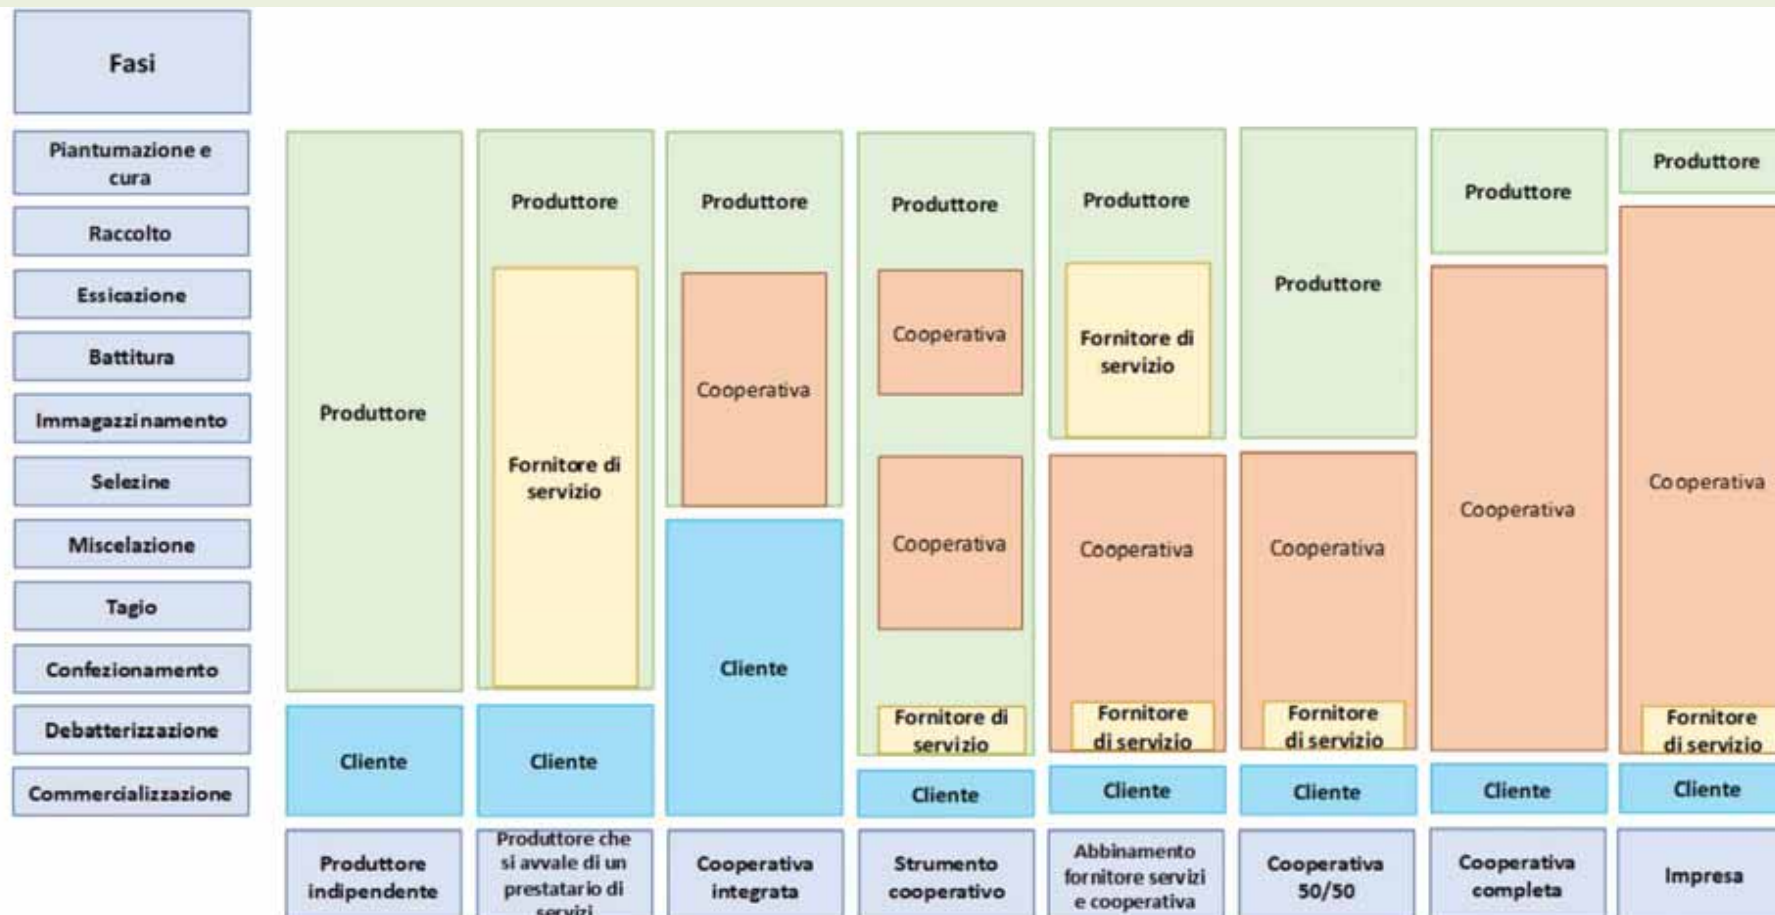 Fasi
Piantumazione e
cura
Raccolto
Essicazione
Battitura
Immagazzinamento
Selezine
Miscelazione
Tagio
Confezionamento
Debatterizzazione
Commercializzazione
Produttore
Cliente
Produttore
indipendente
Produttore
Fornitore di
servizio
Cliente
Produttore che
si avvale di un
prestatario di
servizi
Produttore
Cooperativa
Cliente
Cooperativa
integrata
Produttore
Cooperativa
Cooperativa
Fornitore di
servizio
Cliente
Strumento
cooperativo
Produttore
Fornitore di
servizio
Cooperativa
Fornitore
di servizio
Cliente
Abbinamento
fornitore servizi
e cooperativa
Produttore
Cooperativa
Fornitore
di servizio
Cliente
Cooperativa
50/50
Produttore
Cooperativa
Cliente
Cooperativa
completa
Produttore
Cooperativa
Fornitore
di servizio
Cliente
Impresa